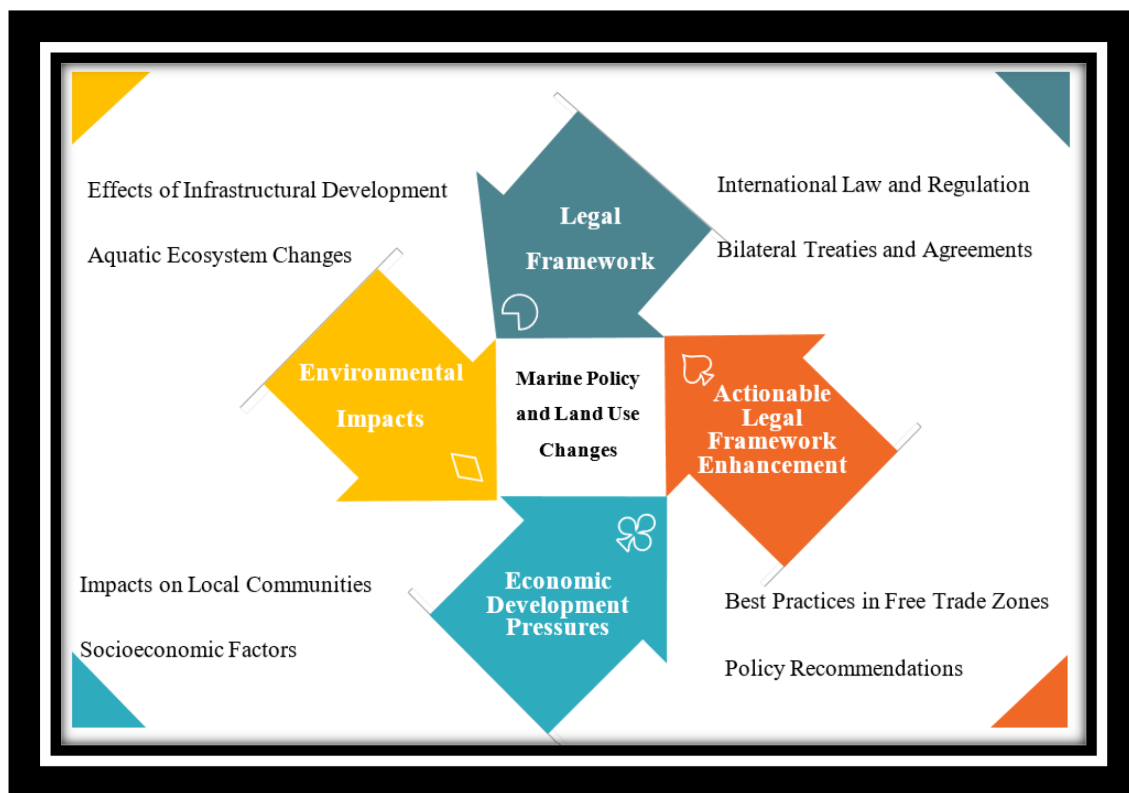 Effects of Infrastructural Development
Aquatic Ecosystem Changes
Legal
Framework
International Law and Regulation
Bilateral Treaties and Agreements
Environmental
Impacts
Marine Policy
and Land Use
Changes
Actionable
Legal
Framework
Enhancement
Impacts on Local Communities
Socioeconomic Factors
Economic
Development
Pressures
Best Practices in Free Trade Zones
Policy Recommendations